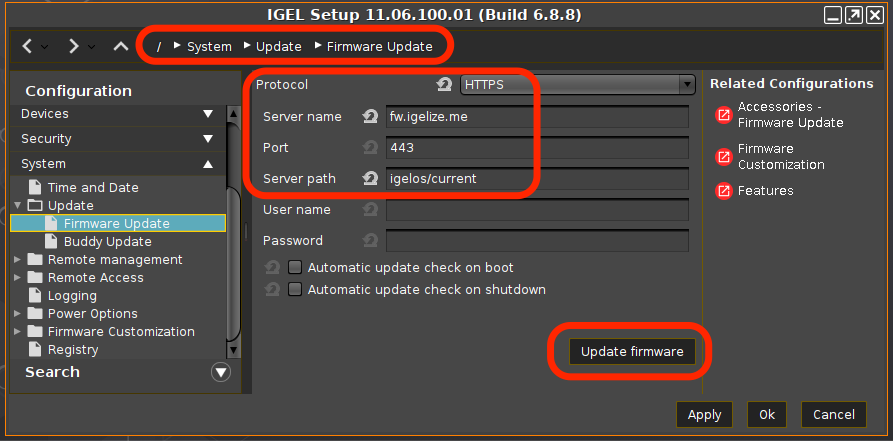 IGEL Setup 11.06.100.01 (Build 6.8.8)
/ System Update Firmware Update
Configuration
Devices
Security
System
Time and Date
Update
Firmware Update
Buddy Update
Remote management
Remote Access
Logging
Power Options
Firmware Customization
Registry
Search
Protocol HTTPS
Server name fw.igelize.me
Port 443
Server path igelos/current
User name
Password
Automatic update check on boot
Automatic update check on shutdown
Update firmware
Related Configurations
Accessories -
Firmware Update
Firmware
Customization
Features
Apply Ok Cancel